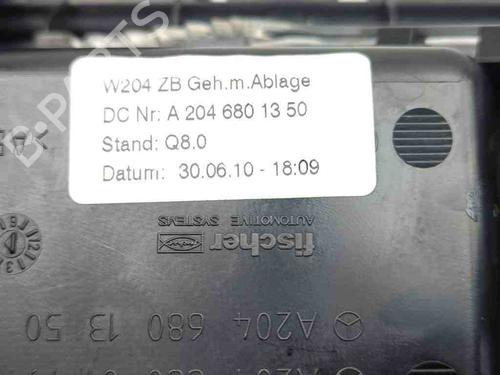 W204 ZB Geh.m.Ablage
DC Nr: A 204 680 13 50
Stand: Q8.0
Datum: 30.06.10 - 18:09
fischer
AUTOMOTIVE SYSTEMS
A204 680 13 50
B-PARTS